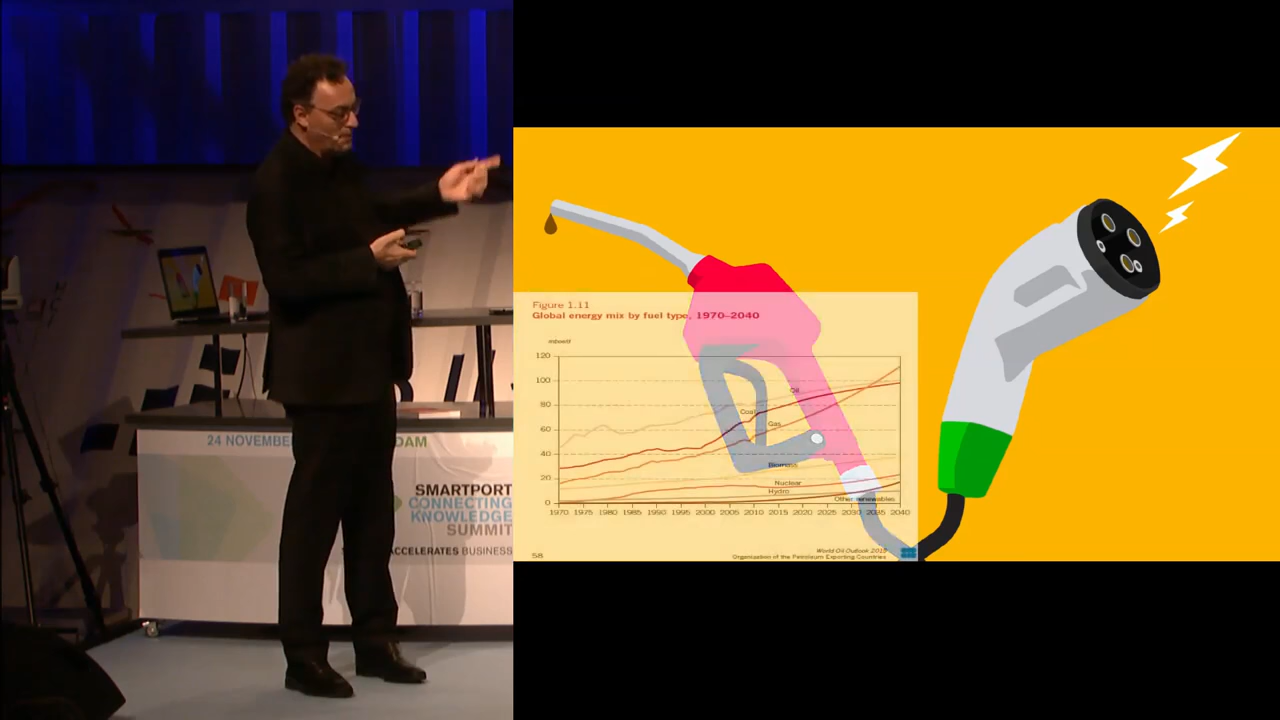 24 NOVEMBER
DAM
SMARTPORT
CONNECTING
KNOWLEDGE
SUMMIT
ACCELERATES BUSINESS
Figure 1.11
Global energy mix by fuel type, 1970–2040
mboe/d
120
100
80
60
40
20
0
Oil
Coal
Gas
Biomass
Nuclear
Hydro
Other renewables
1970 1975 1980 1985 1990 1995 2000 2005 2010 2015 2020 2025 2030 2035 2040
58
World Oil Outlook 2015
Organization of the Petroleum Exporting Countries